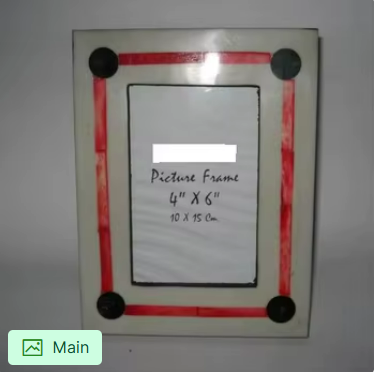 Picture Frame
4" X 6"
10 X 15 Cm.
Main